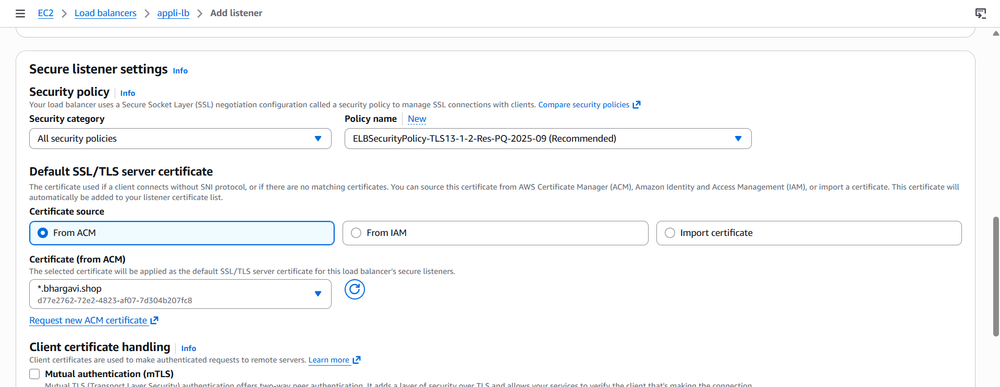 EC2 > Load balancers > appli-lb > Add listener
Secure listener settings Info
Security policy Info
Your load balancer uses a Secure Socket Layer (SSL) negotiation configuration called a security policy to manage SSL connections with clients. Compare security policies
Security category
Policy name New
All security policies
ELBSecurityPolicy-TLS13-1-2-Res-PQ-2025-09 (Recommended)
Default SSL/TLS server certificate
The certificate used if a client connects without SNI protocol, or if there are no matching certificates. You can source this certificate from AWS Certificate Manager (ACM), Amazon Identity and Access Management (IAM), or import a certificate. This certificate will
automatically be added to your listener certificate list.
Certificate source
From ACM
From IAM
Import certificate
Certificate (from ACM)
The selected certificate will be applied as the default SSL/TLS server certificate for this load balancer’s secure listeners.
*.bhargavi.shop
d77e2762-72e2-4823-af07-7d304b207fc8
Request new ACM certificate
Client certificate handling Info
Client certificates are used to make authenticated requests to remote servers. Learn more
Mutual authentication (mTLS)
Mutual TLS (Transport Layer Security) authentication offers two-way peer authentication. It adds a layer of security over TLS and allows your services to verify the client that's making the connection.